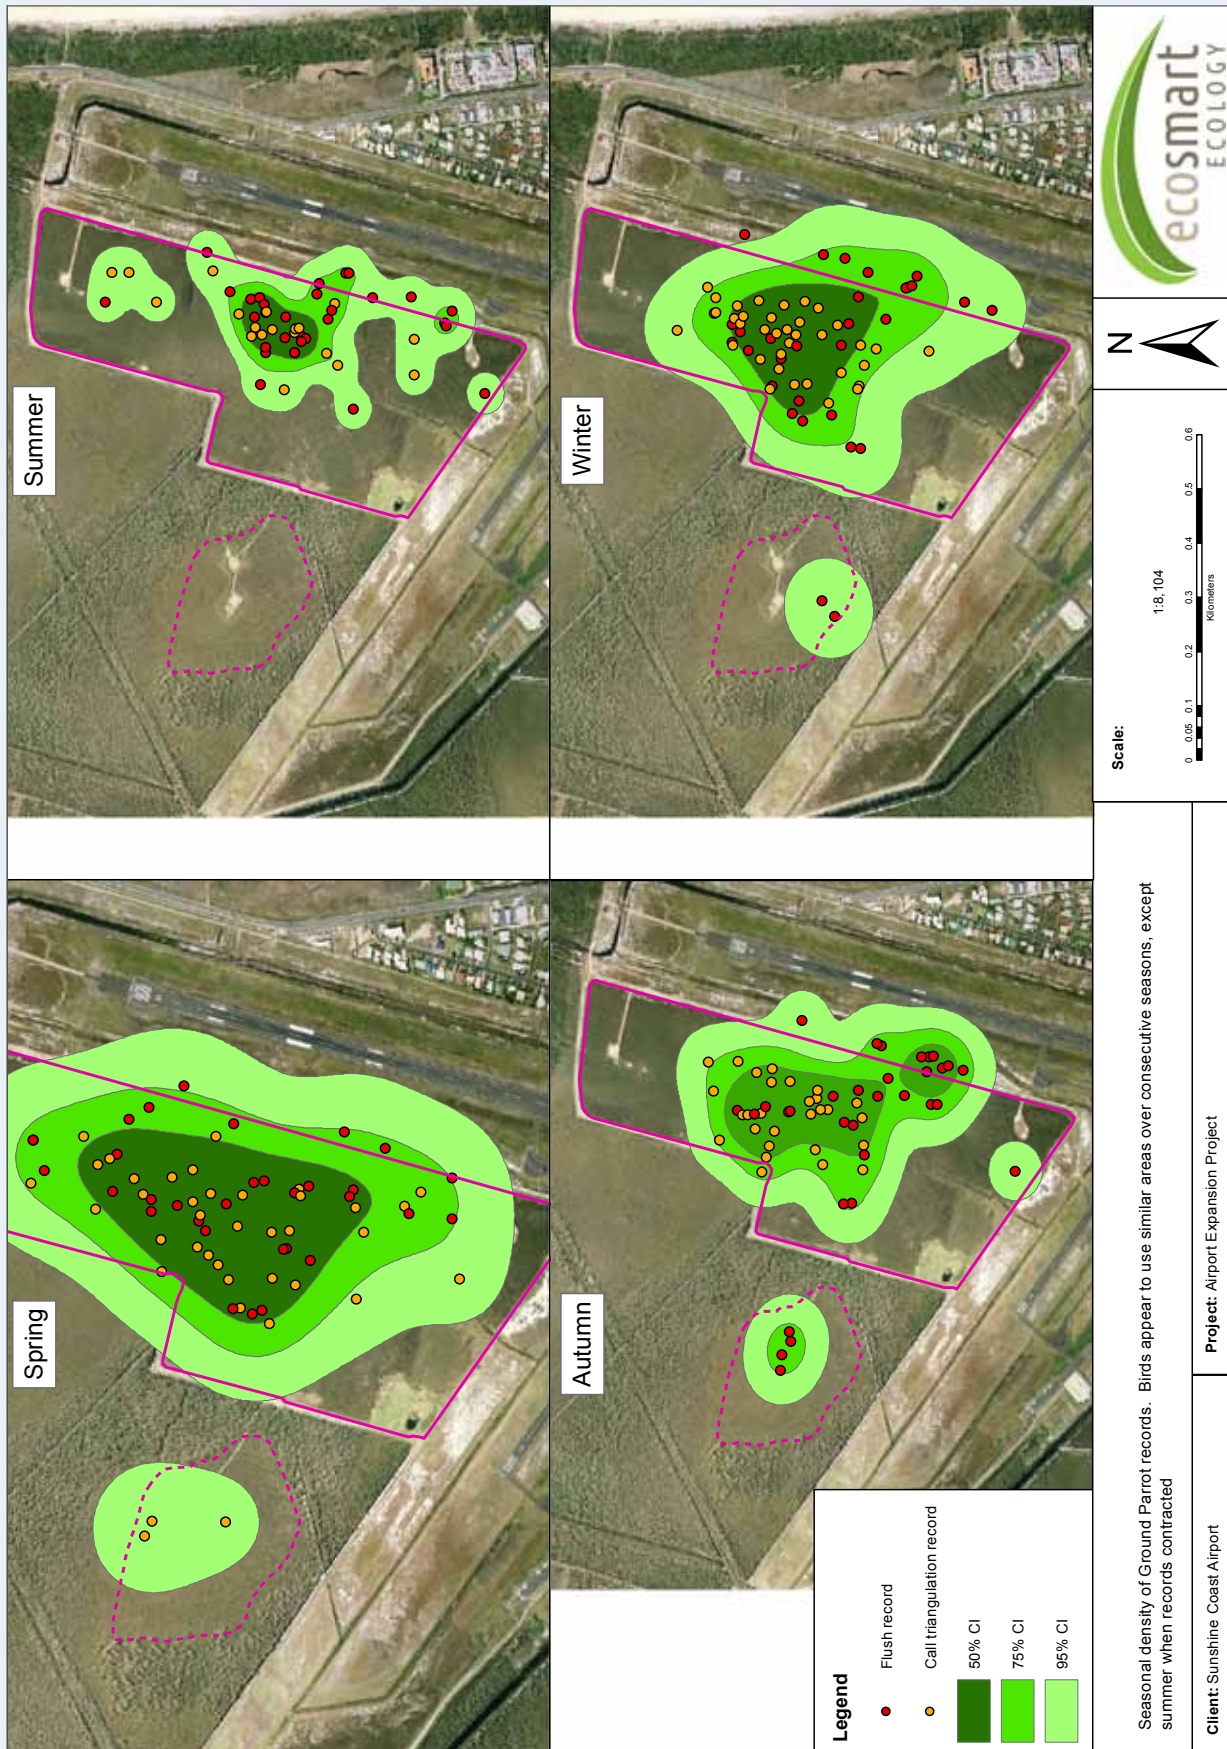 Spring
Summer
Autumn
Winter
Legend
Flush record
Call triangulation record
50% CI
75% CI
95% CI
Seasonal density of Ground Parrot records. Birds appear to use similar areas over consecutive seasons, except
summer when records contracted
Client: Sunshine Coast Airport
Project: Airport Expansion Project
Scale:
1:8,104
0 0.05 0.1 0.2 0.3 0.4 0.5 0.6
Kilometers
N
ecosmart
ECOLOGY